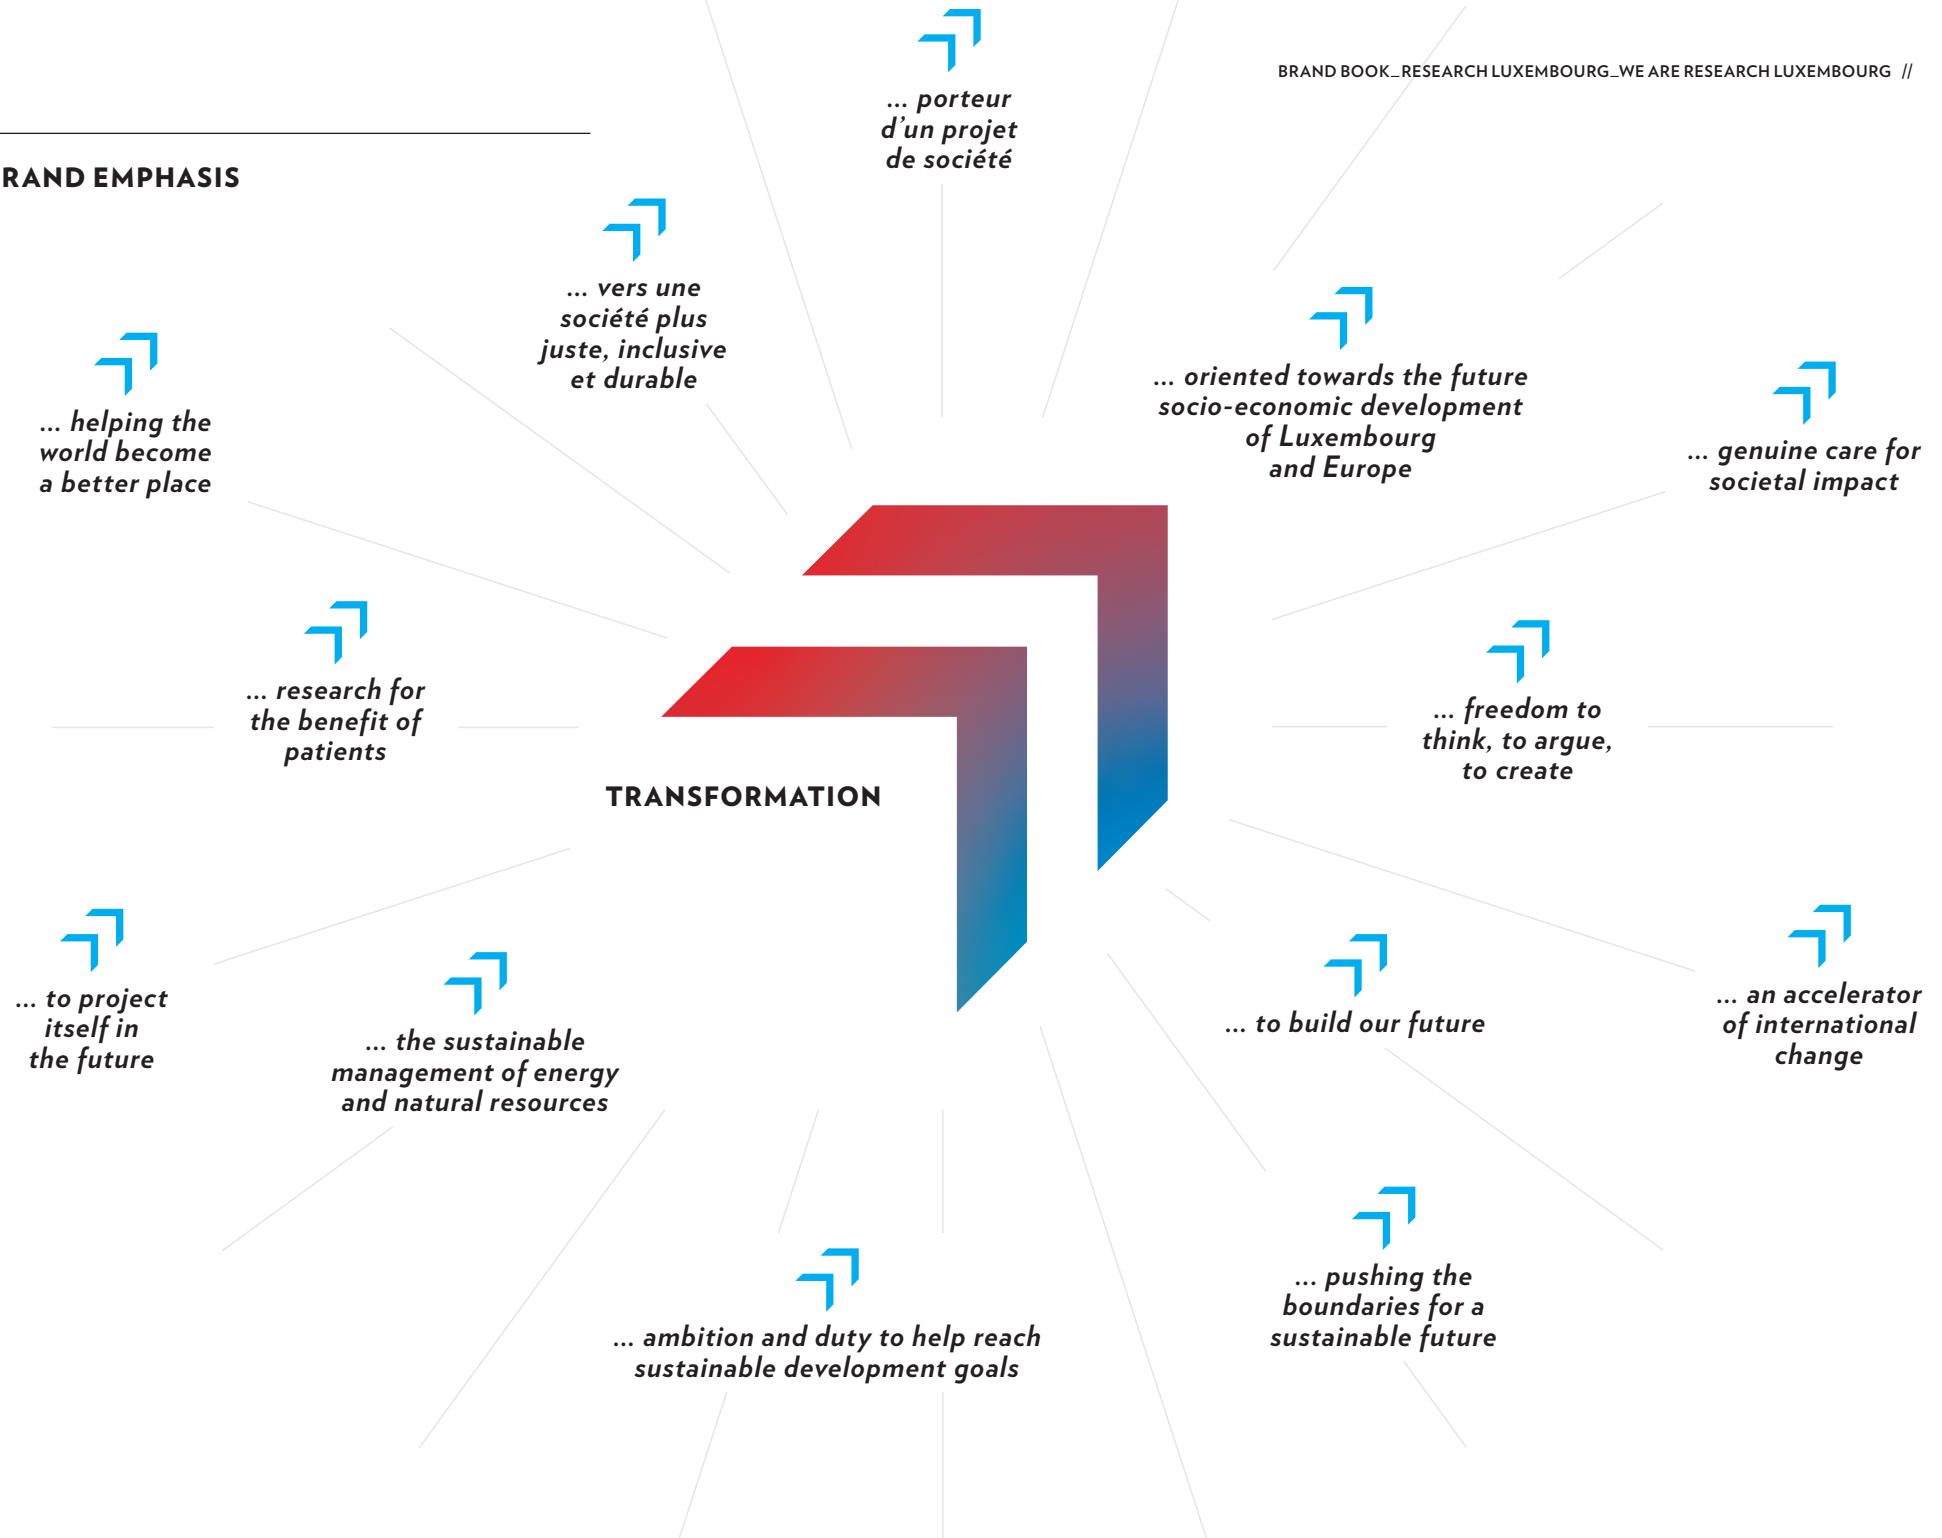 BRAND BOOK_RESEARCH LUXEMBOURG_WE ARE RESEARCH LUXEMBOURG //
RAND EMPHASIS
... porteur
d'un projet
de société
... vers une
société plus
juste, inclusive
et durable
... helping the
world become
a better place
... oriented towards the future
socio-economic development
of Luxembourg
and Europe
... genuine care for
societal impact
... research for
the benefit of
patients
... freedom to
think, to argue,
to create
TRANSFORMATION
... to project
itself in
the future
... the sustainable
management of energy
and natural resources
... to build our future
... an accelerator
of international
change
... ambition and duty to help reach
sustainable development goals
... pushing the
boundaries for a
sustainable future